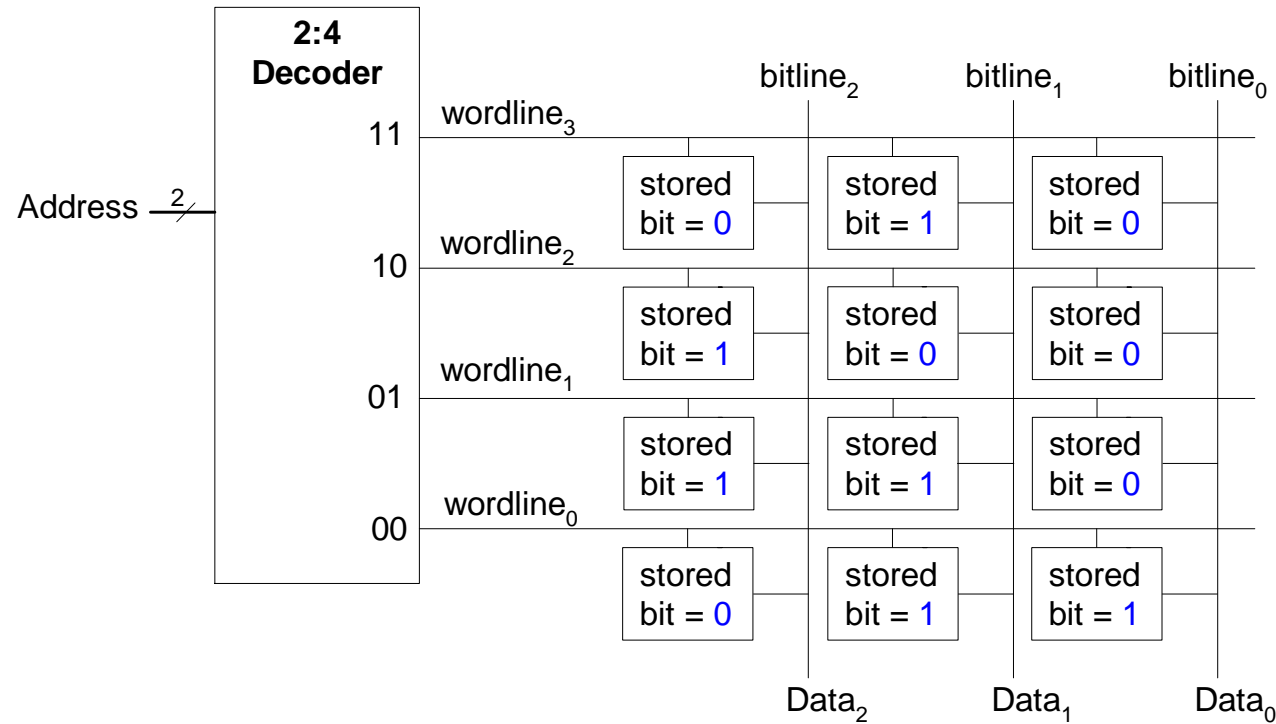 2:4
Decoder
bitline₂ bitline₁ bitline₀
wordline₃
11
stored stored stored
bit = 0 bit = 1 bit = 0
Address 2
wordline₂
10
stored stored stored
bit = 1 bit = 0 bit = 0
wordline₁
01
stored stored stored
bit = 1 bit = 1 bit = 0
wordline₀
00
stored stored stored
bit = 0 bit = 1 bit = 1
Data₂ Data₁ Data₀